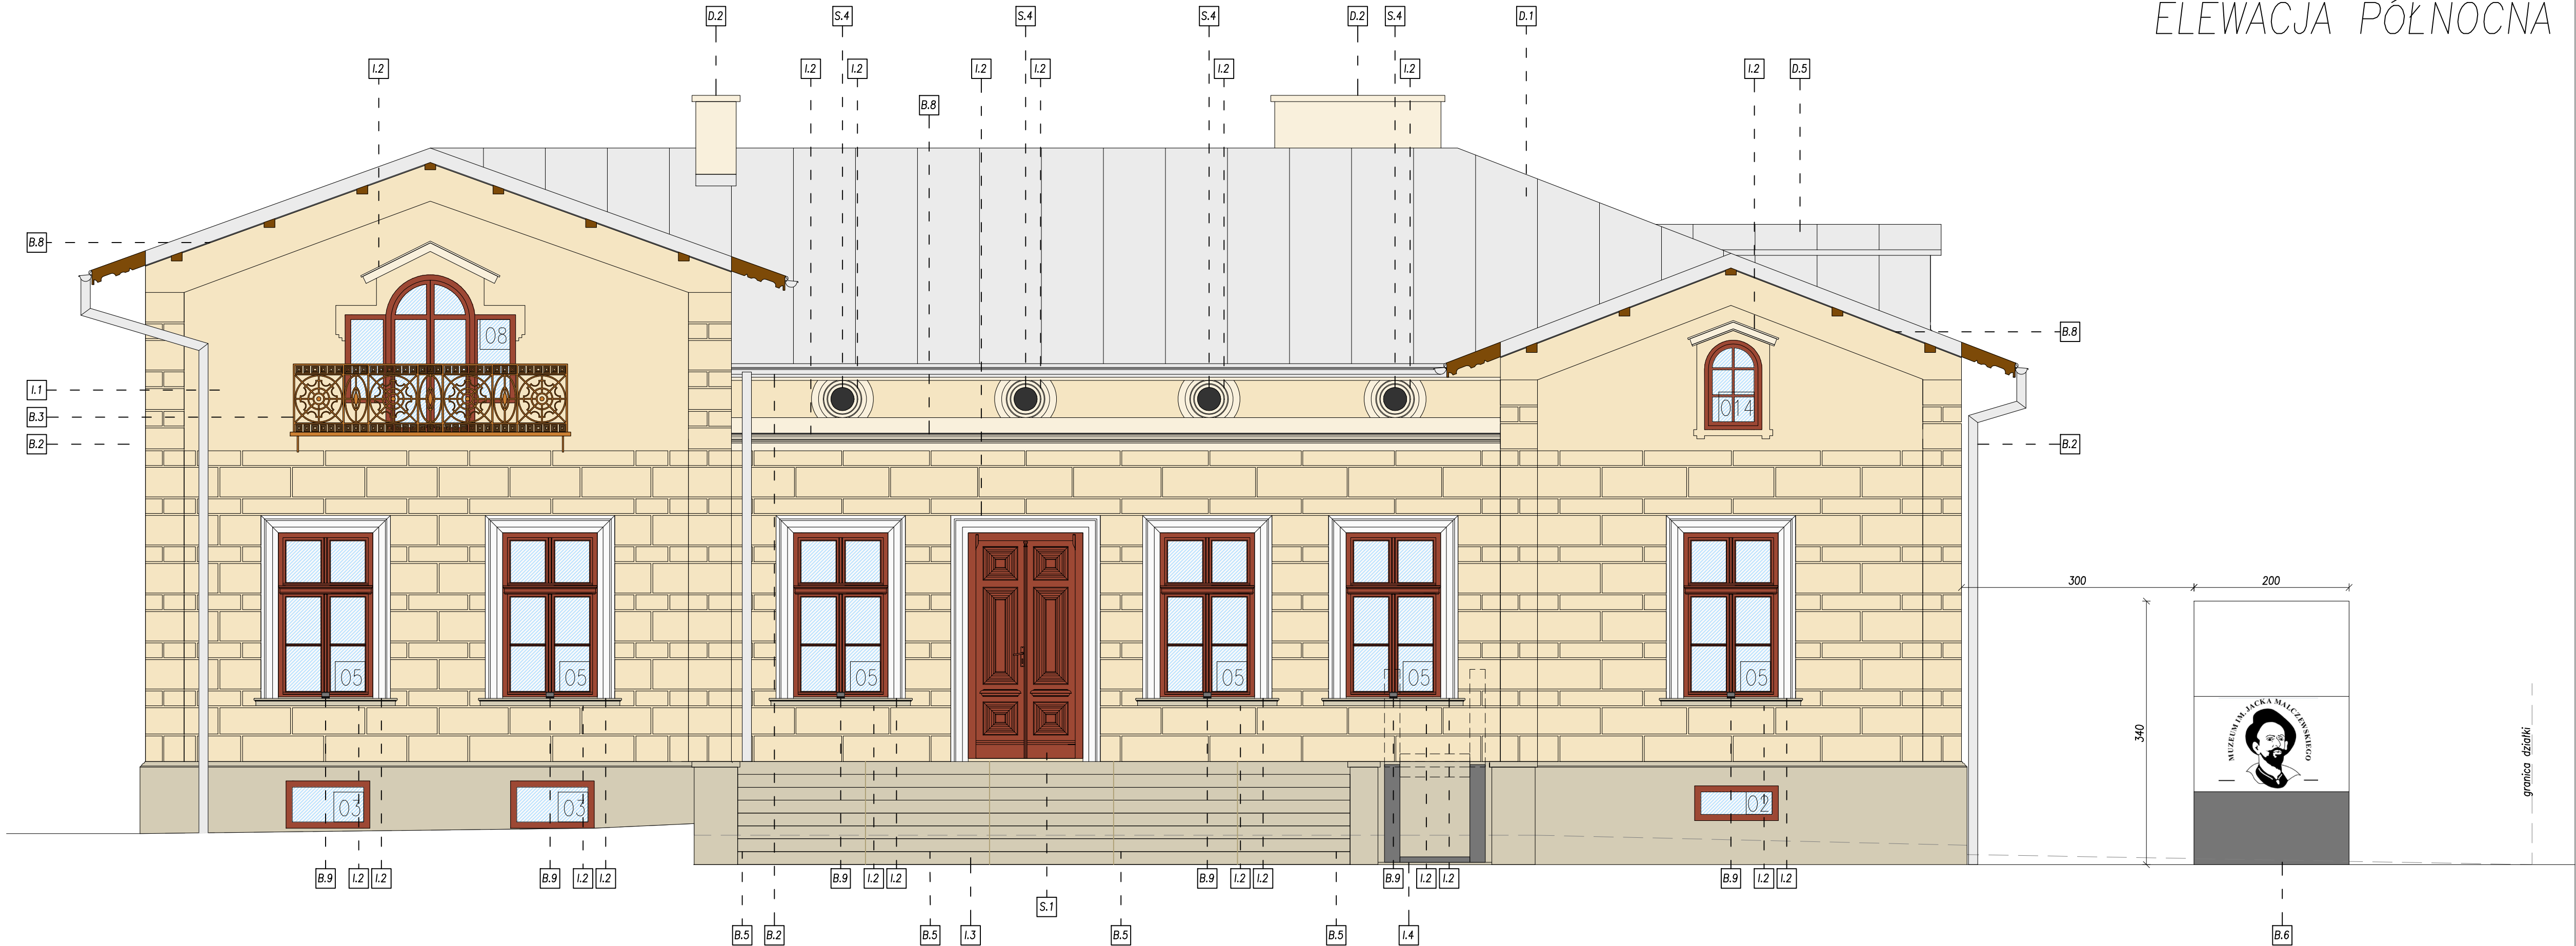 ELEWACJA PÓŁNOCNA
D.2 S.4 S.4 S.4 D.2 S.4 D.1
I.2 I.2 I.2 I.2 I.2 I.2 I.2 I.2 D.5
B.8
B.8
B.8
08
I.1
014
B.3
B.2
B.2
300 200
05 05 05 05 05 05
340
MUZEUM IM. JACKA MALCZEWSKIEGO
granica działki
03 03 02
B.9 I.2 I.2 B.9 I.2 I.2 B.9 I.2 I.2 B.9 I.2 I.2 B.9 I.2 I.2 B.9 I.2 I.2
S.1
B.5 B.2 B.5 I.3 B.5 B.5 I.4 B.6